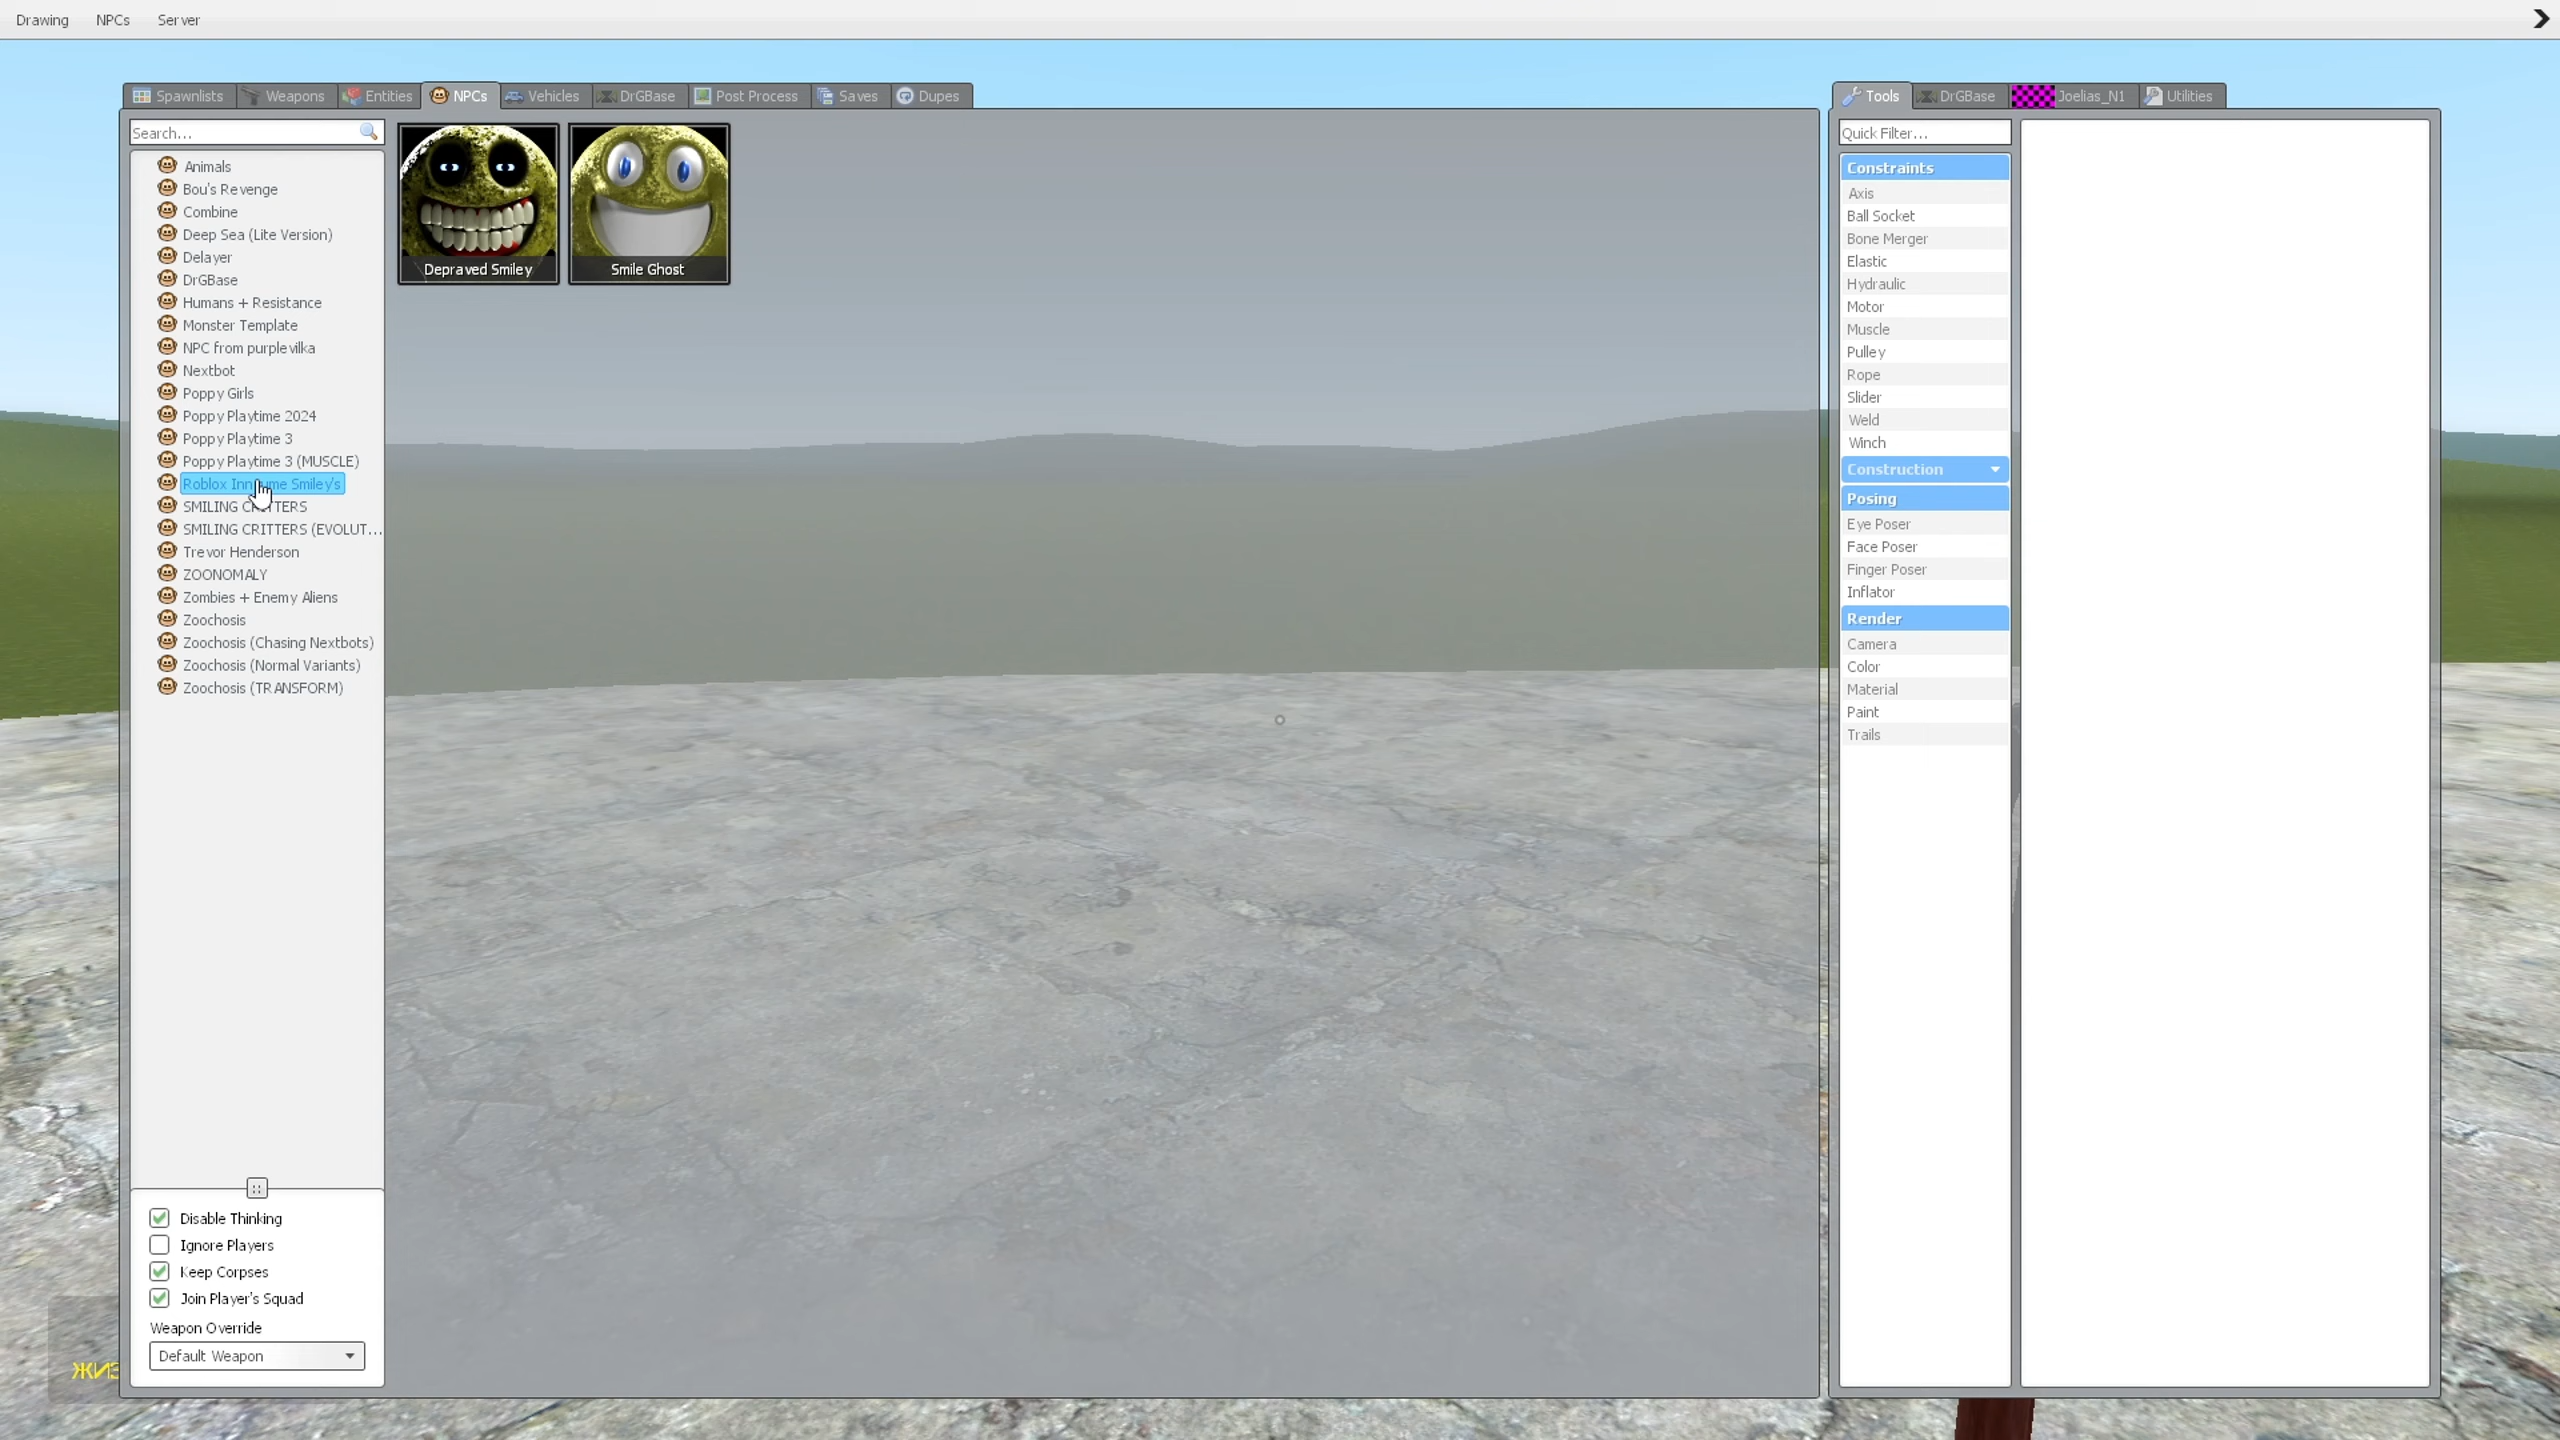 Drawing NPCs Server
Spawnlists Weapons Entities NPCs Vehicles DrGBase Post Process Saves Dupes
Tools DrGBase Joelias_N1 Utilities
Search...
Animals
Bou's Revenge
Combine
Deep Sea (Lite Version)
Delayer
DrGBase
Humans + Resistance
Monster Template
NPC from purplevilka
Nextbot
Poppy Girls
Poppy Playtime 2024
Poppy Playtime 3
Poppy Playtime 3 (MUSCLE)
Roblox Smiley's
SMILING CRITTERS
SMILING CRITTERS (EVOLUT...
Trevor Henderson
ZOONOMALY
Zombies + Enemy Aliens
Zoochosis
Zoochosis (Chasing Nextbots)
Zoochosis (Normal Variants)
Zoochosis (TRANSFORM)
Depraved Smiley
Smile Ghost
Disable Thinking
Ignore Players
Keep Corpses
Join Player's Squad
Weapon Override
Default Weapon
Quick Filter...
Constraints
Axis
Ball Socket
Bone Merger
Elastic
Hydraulic
Motor
Muscle
Pulley
Rope
Slider
Weld
Winch
Construction
Posing
Eye Poser
Face Poser
Finger Poser
Inflator
Render
Camera
Color
Material
Paint
Trails